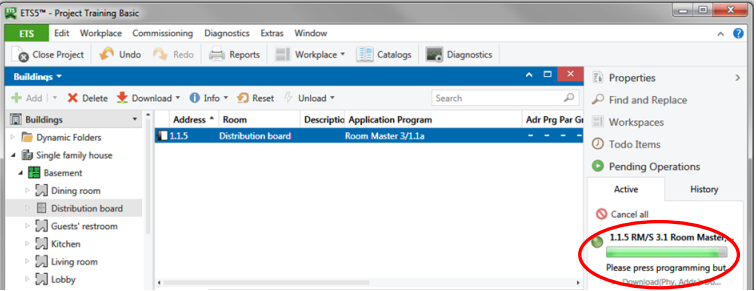 ETS5™ - Project Training Basic
ETS Edit Workplace Commissioning Diagnostics Extras Window
Close Project Undo Redo Reports Workplace Catalogs Diagnostics
Buildings
Add Delete Download Info Reset Unload Search
Buildings
Dynamic Folders
Single family house
Basement
Dining room
Distribution board
Guests' restroom
Kitchen
Living room
Lobby
Address Room Descriptic Application Program Adr Prg Par Gr
1.1.5 Distribution board Room Master 3/1.1a - - - -
Properties
Find and Replace
Workspaces
Todo Items
Pending Operations
Active History
Cancel all
1.1.5 RM/S 3.1 Room Master,...
Please press programming but...
Download(Phy. Addr.):